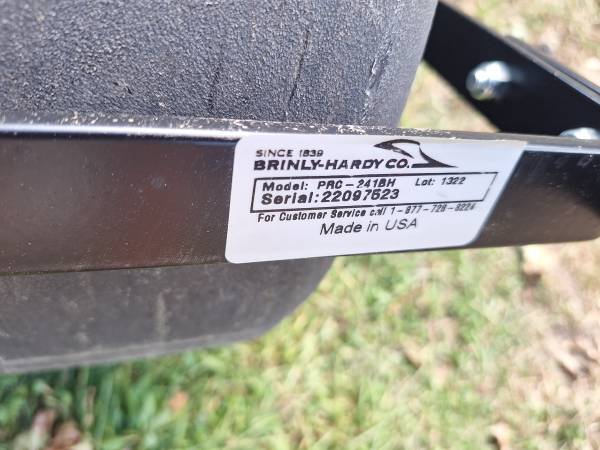 SINCE 1839
BRINLY-HARDY CO.
Model: PRC-241BH Lot: 1322
Serial: 22097523
For Customer Service call 1-877-728-8224
Made in USA